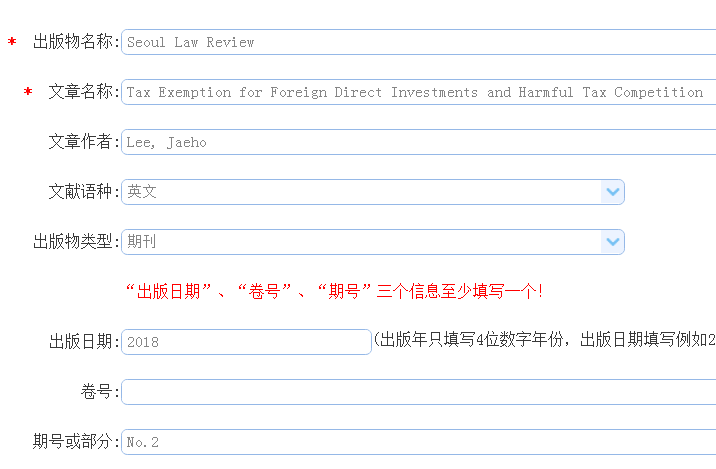 * 出版物名称:Seoul Law Review
* 文章名称:Tax Exemption for Foreign Direct Investments and Harmful Tax Competition
文章作者:Lee, Jaeho
文献语种:英文
出版物类型:期刊
“出版日期”、“卷号”、“期号”三个信息至少填写一个!
出版日期:2018 (出版年只填写4位数字年份, 出版日期填写例如2
卷号:
期号或部分:No.2